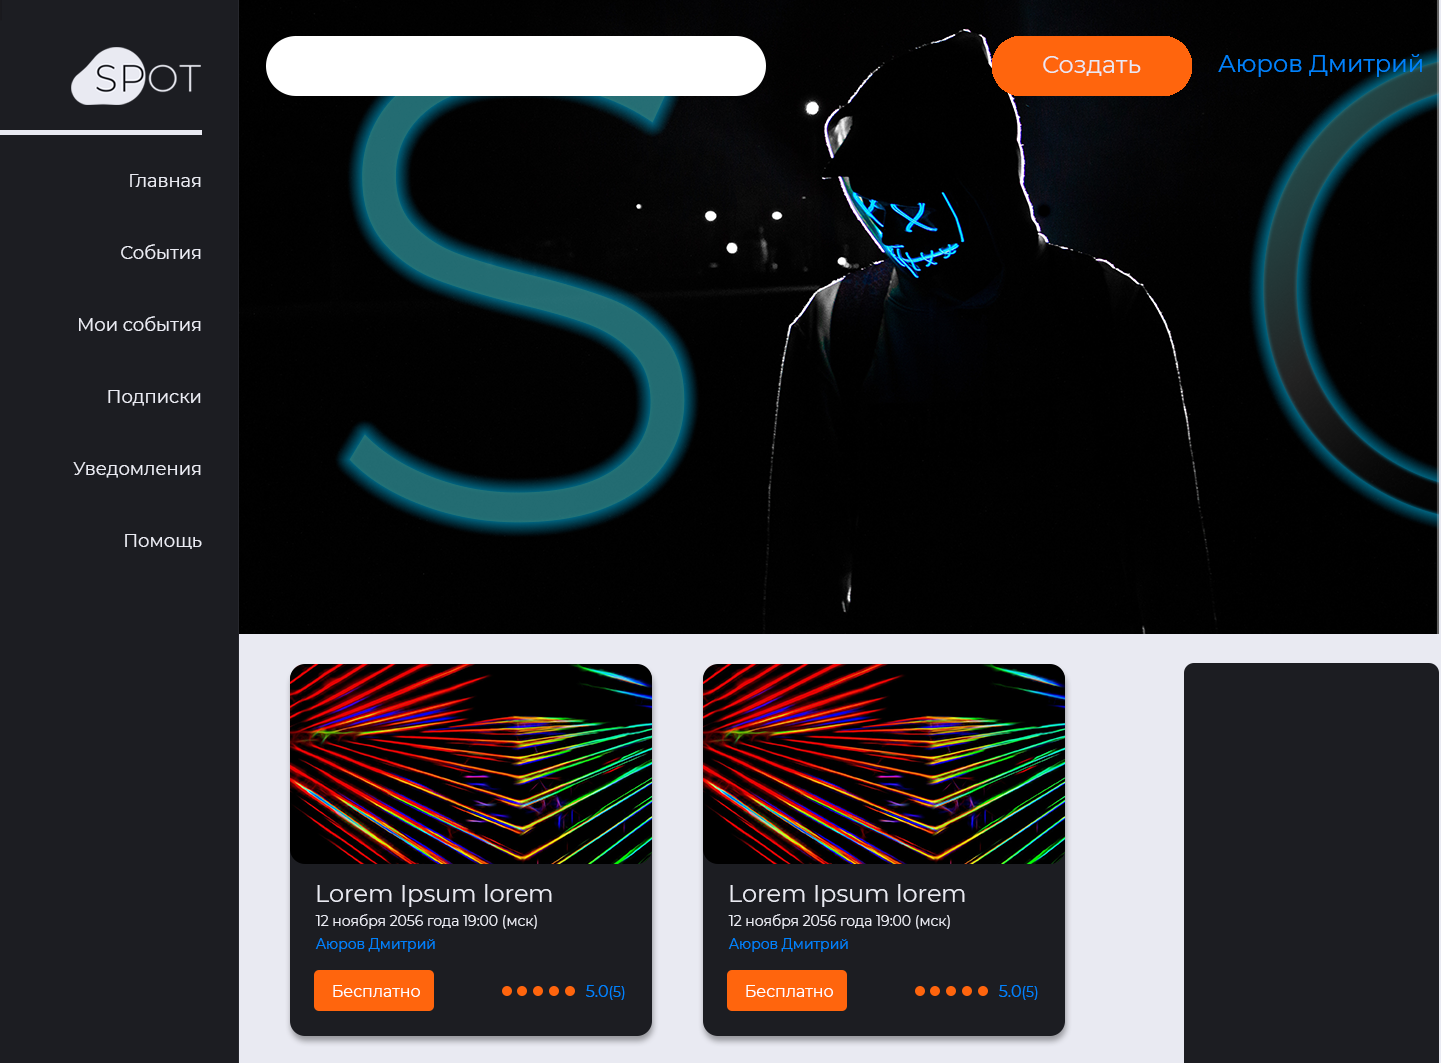 SPOT
Создать
Аюров Дмитрий
Главная
События
Мои события
Подписки
Уведомления
Помощь
S O
Lorem Ipsum lorem
12 ноября 2056 года 19:00 (мск)
Аюров Дмитрий
Бесплатно
5.0(5)
Lorem Ipsum lorem
12 ноября 2056 года 19:00 (мск)
Аюров Дмитрий
Бесплатно
5.0(5)